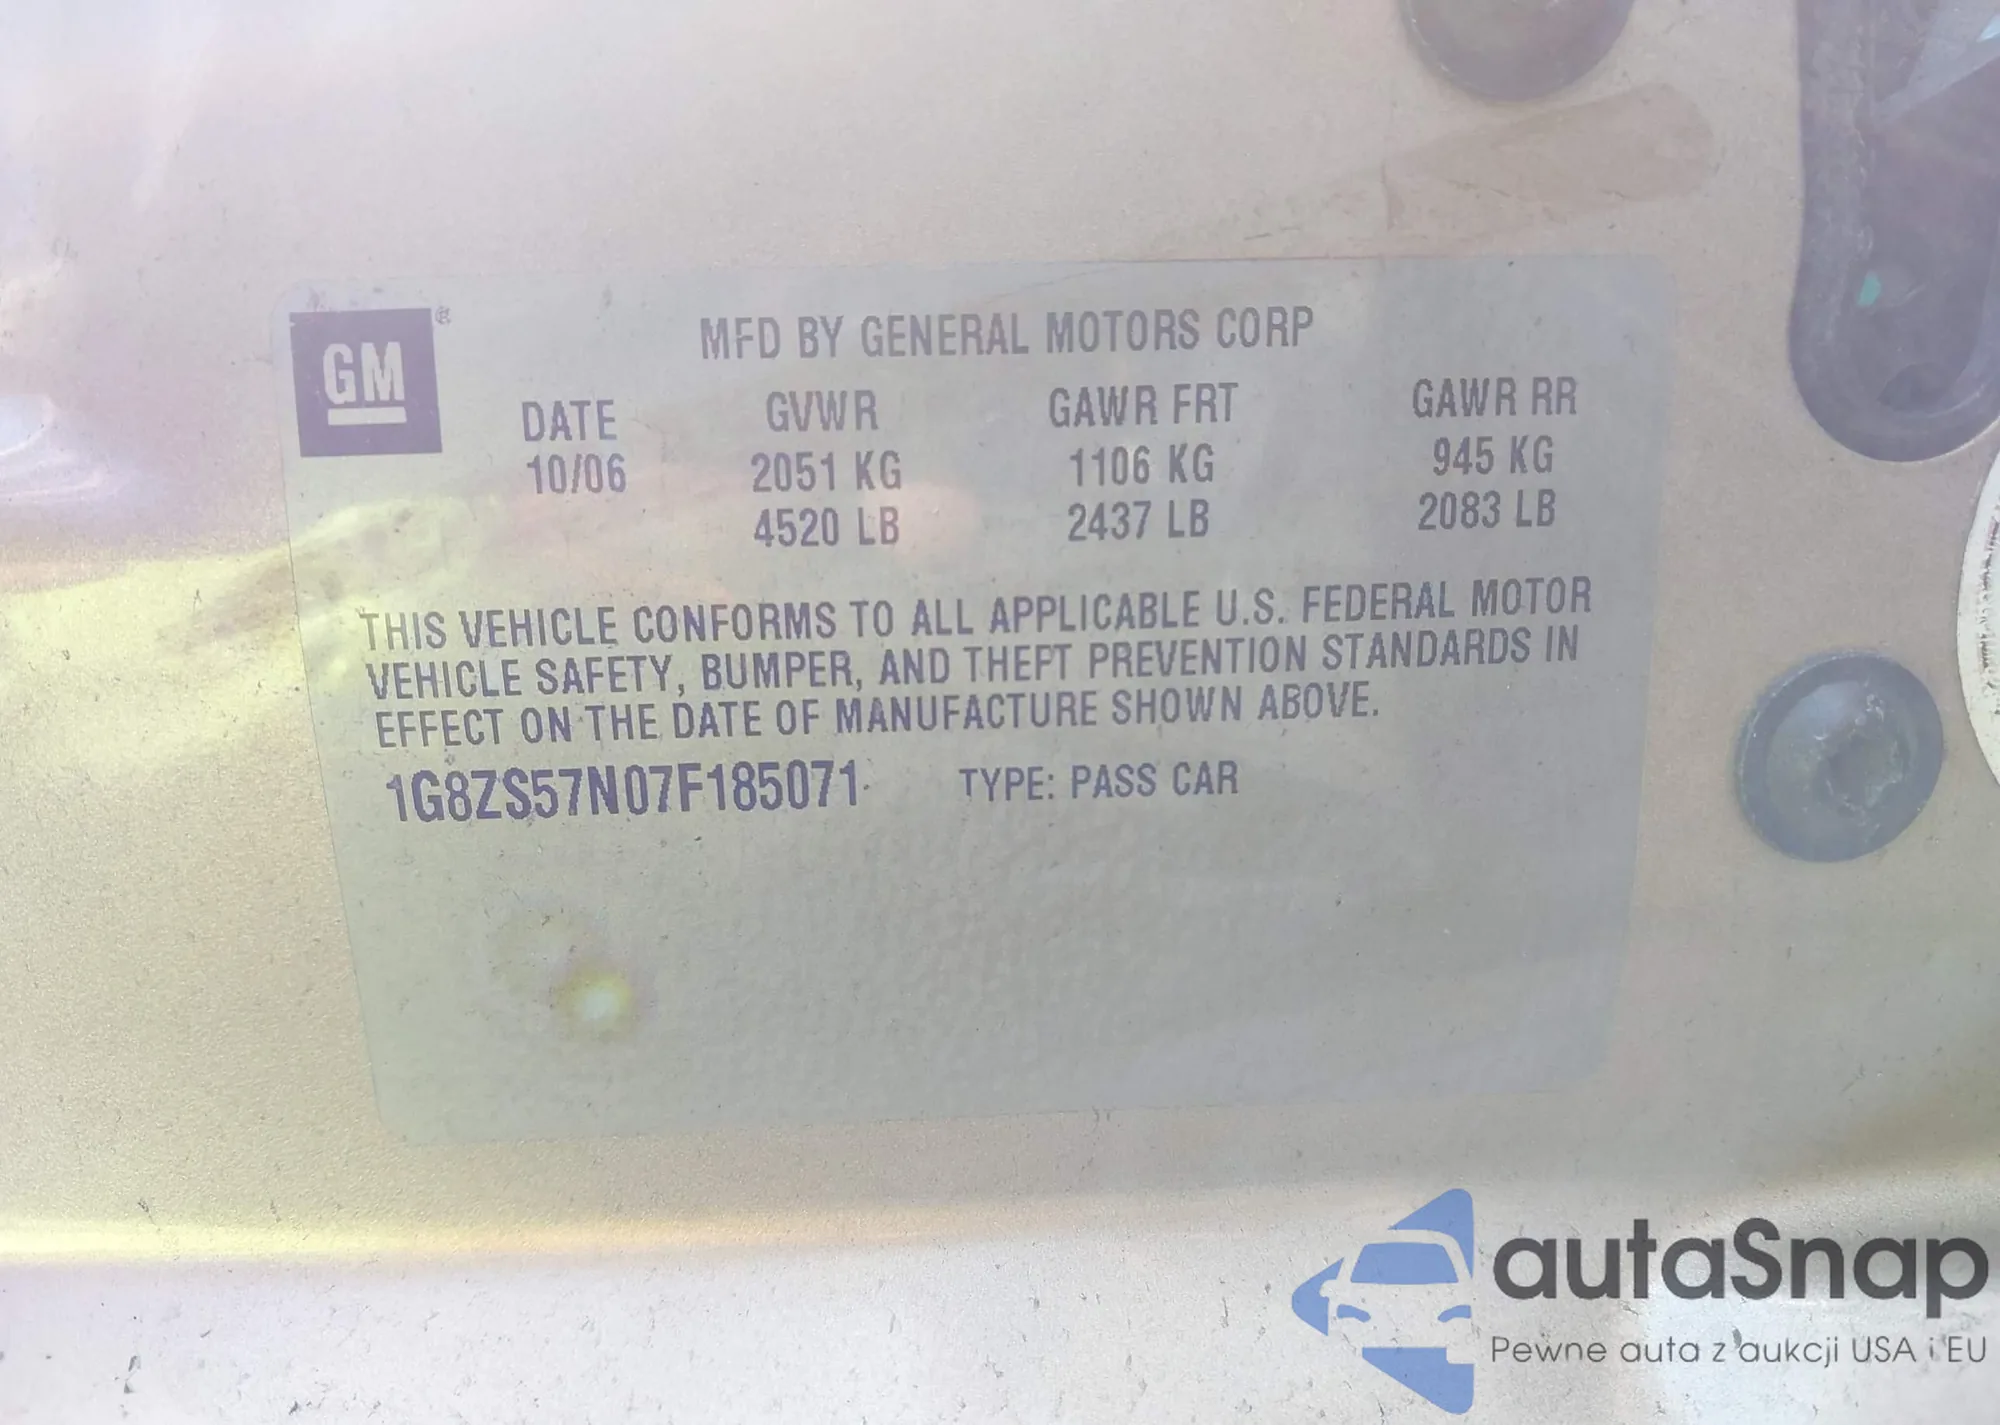 GM®
MFD BY GENERAL MOTORS CORP
DATE GVWR GAWR FRT GAWR RR
10/06 2051 KG 1106 KG 945 KG
4520 LB 2437 LB 2083 LB
THIS VEHICLE CONFORMS TO ALL APPLICABLE U.S. FEDERAL MOTOR
VEHICLE SAFETY, BUMPER, AND THEFT PREVENTION STANDARDS IN
EFFECT ON THE DATE OF MANUFACTURE SHOWN ABOVE.
1G8ZS57N07F185071 TYPE: PASS CAR
autaSnap
Pewne auta z aukcji USA i EU